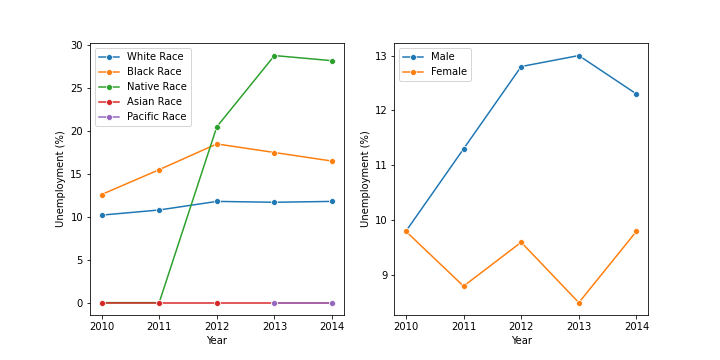 White Race
Black Race
Native Race
Asian Race
Pacific Race
30
25
20
15
10
5
0
Unemployment (%)
2010 2011 2012 2013 2014
Year
Male
Female
13
12
11
10
9
Unemployment (%)
2010 2011 2012 2013 2014
Year